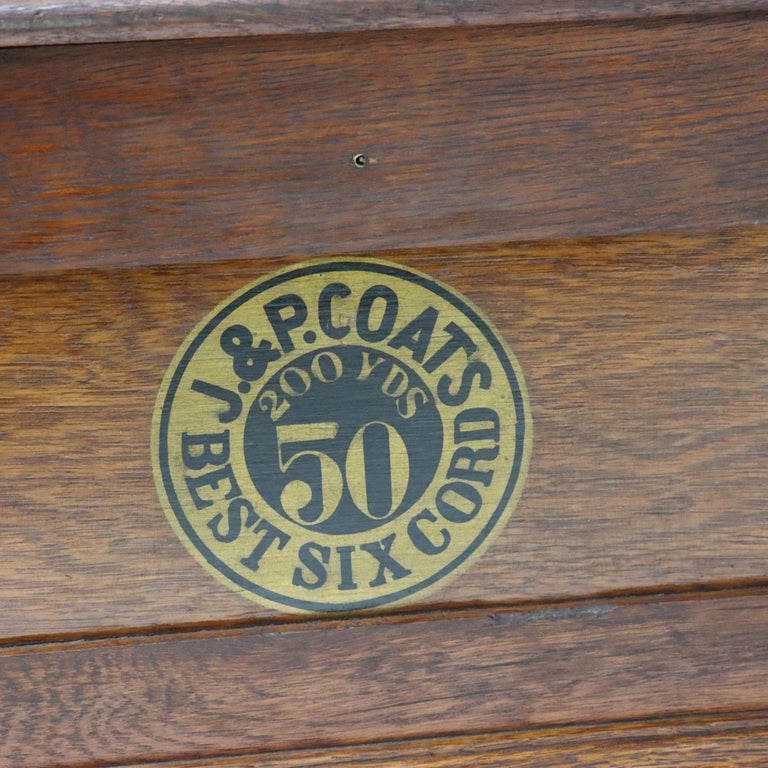 J. & P. COATS
BEST SIX CORD
200 YDS
50